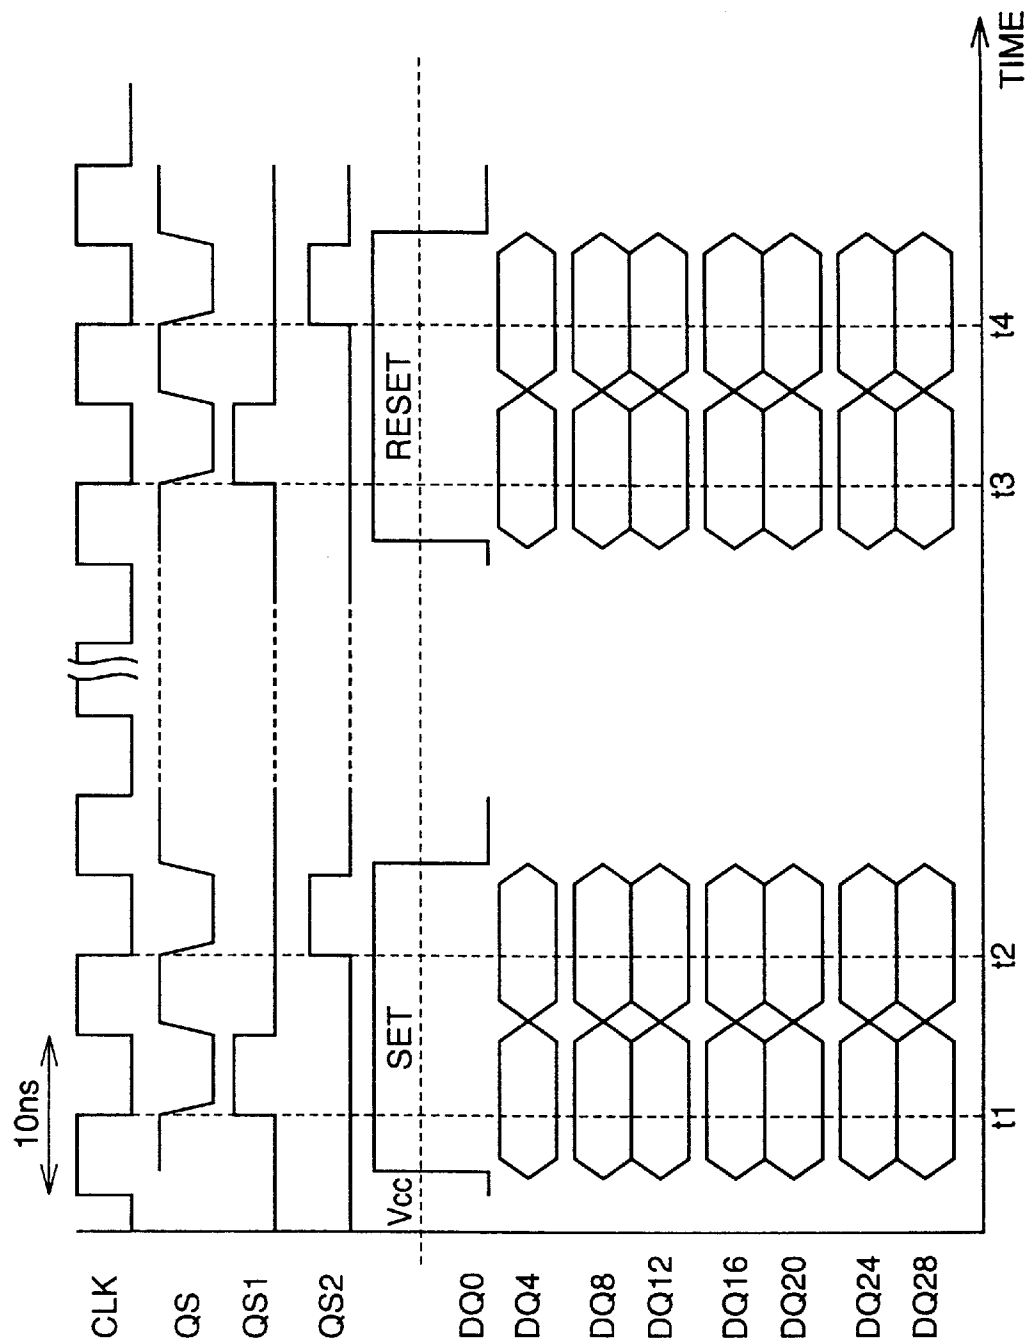 10ns
CLK
QS
QS1
QS2
Vcc
SET
RESET
DQ0
DQ4
DQ8
DQ12
DQ16
DQ20
DQ24
DQ28
t1
t2
t3
t4
TIME